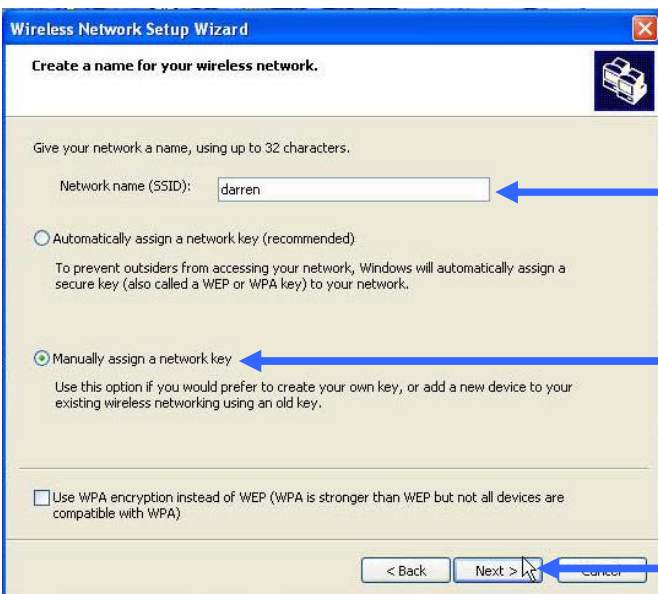 Wireless Network Setup Wizard
Create a name for your wireless network.
Give your network a name, using up to 32 characters.
Network name (SSID): darren
Automatically assign a network key (recommended)
To prevent outsiders from accessing your network, Windows will automatically assign a
secure key (also called a WEP or WPA key) to your network.
Manually assign a network key
Use this option if you would prefer to create your own key, or add a new device to your
existing wireless networking using an old key.
Use WPA encryption instead of WEP (WPA is stronger than WEP but not all devices are
compatible with WPA)
< Back Next > Cancel